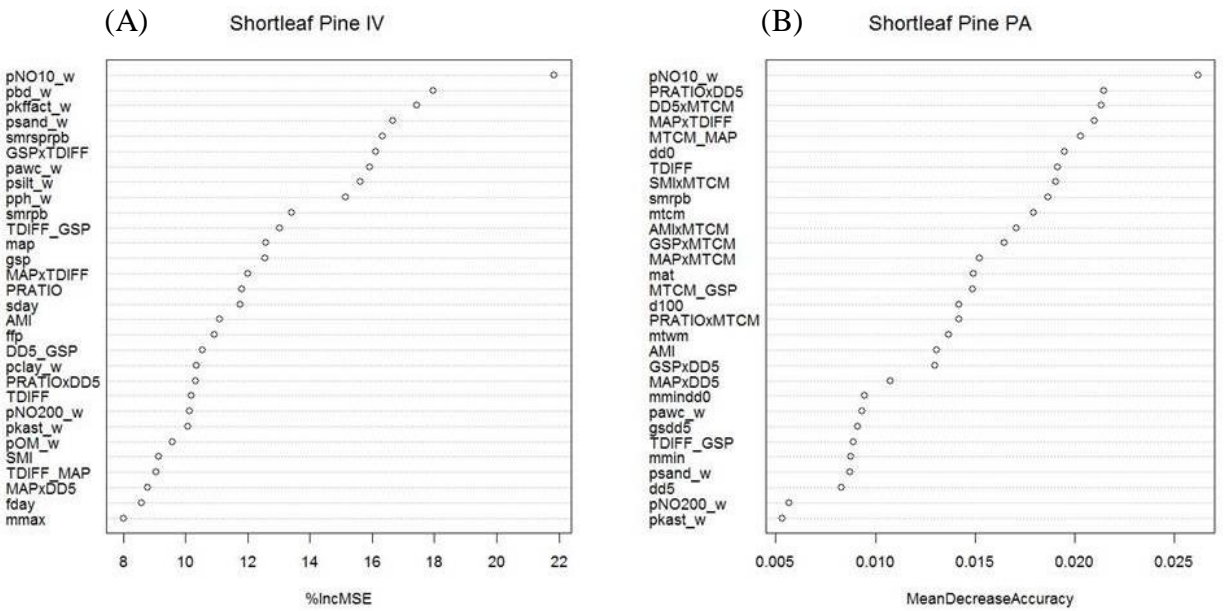 (A)
Shortleaf Pine IV
pNO10_w
pbd_w
pkffact_w
psand_w
smrsprpb
GSPxTDIFF
pawc_w
psilt_w
pph_w
smrpb
TDIFF_GSP
map
gsp
MAPxTDIFF
PRATIO
sday
AMI
ffp
DD5_GSP
pclay_w
PRATIOxDD5
TDIFF
pNO200_w
pkast_w
pOM_w
SMI
TDIFF_MAP
MAPxDD5
fday
mmax
8 10 12 14 16 18 20 22
%IncMSE
(B)
Shortleaf Pine PA
pNO10_w
PRATIOxDD5
DD5xMTCM
MAPxTDIFF
MTCM_MAP
dd0
TDIFF
SMIxMTCM
smrpb
mtcm
AMIxMTCM
GSPxMTCM
MAPxMTCM
mat
MTCM_GSP
d100
PRATIOxMTCM
mtwm
AMI
GSPxDD5
MAPxDD5
mmindd0
pawc_w
gsdd5
TDIFF_GSP
mmin
psand_w
dd5
pNO200_w
pkast_w
0.005 0.010 0.015 0.020 0.025
MeanDecreaseAccuracy